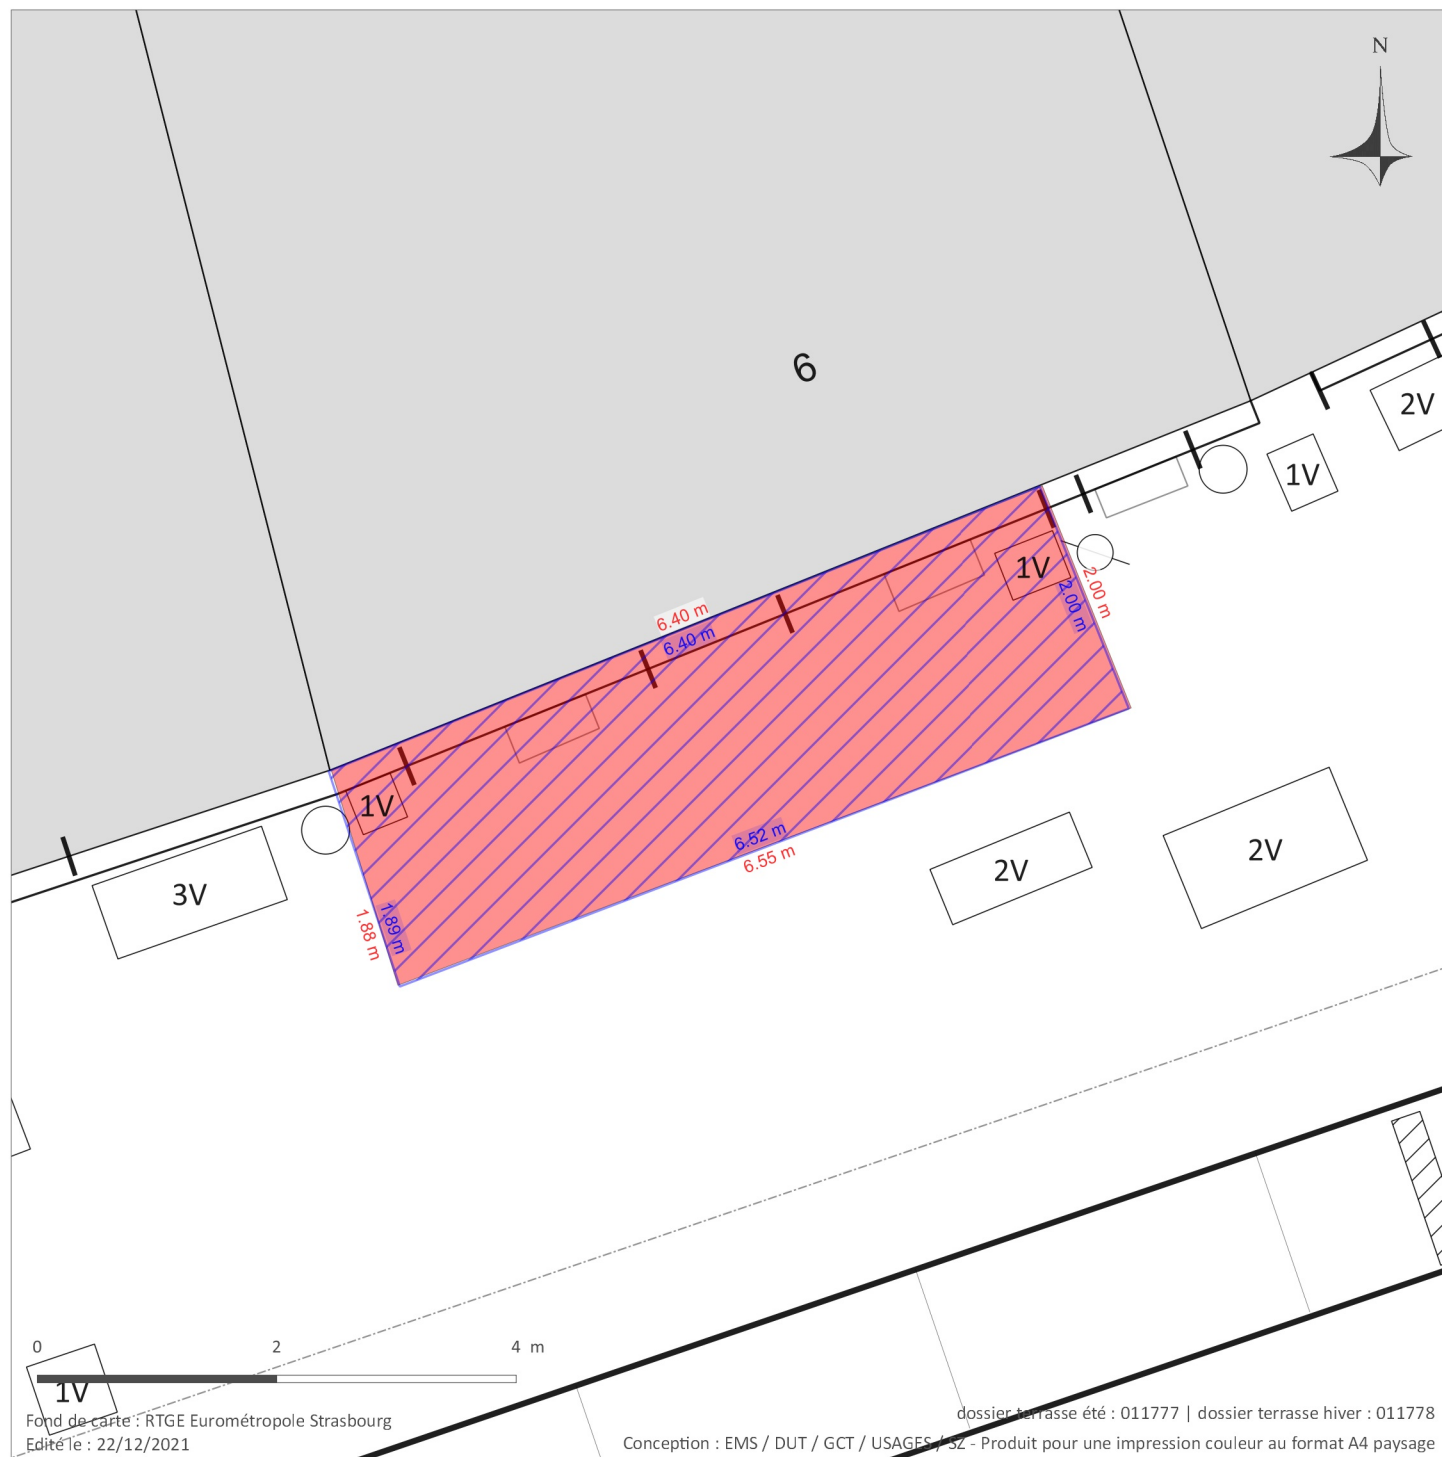 N
6
2V
1V
1V
6.40 m
6.40 m
2.00 m
2.00 m
1V
3V
6.52 m
6.55 m
2V
2V
1.89 m
1.88 m
0 2 4 m
1V
Fond de carte : RTGE Eurométropole Strasbourg
Edité le : 22/12/2021
dossier terrasse été : 011777 | dossier terrasse hiver : 011778
Conception : EMS / DUT / GCT / USAGES / SZ - Produit pour une impression couleur au format A4 paysage